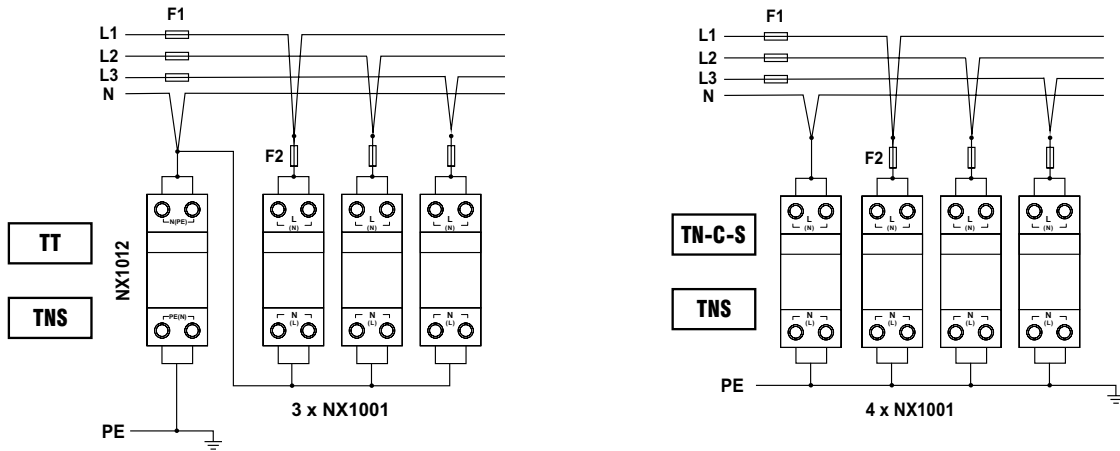 F1
L1
L2
L3
N
F2
N(PE)
L
(N)
L
(N)
L
(N)
TT
TNS
NX1012
PE(N)
N
(L)
N
(L)
N
(L)
3 x NX1001
PE
F1
L1
L2
L3
N
F2
L
(N)
L
(N)
L
(N)
L
(N)
TN-C-S
TNS
N
(L)
N
(L)
N
(L)
N
(L)
PE
4 x NX1001